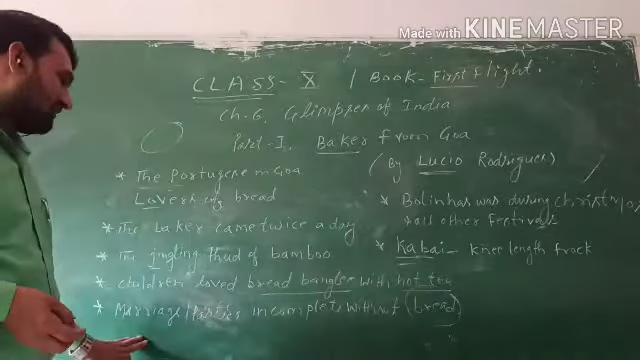 Made with KINEMASTER
CLASS - X | Book - First Flight.
Ch. 6. Glimpses of India
Part-I. Baker from Goa
(By Lucio Rodrigues)
* The Portugese in Goa
Lovers of bread
* The baker came twice a day
* The jingling thud of bamboo
* children loved bread bangles with hot tea
* Marriage/Parties incomplete without (bread)
* Bolinhas was during christmas
& all other festivals
* Kabai - knee length frock